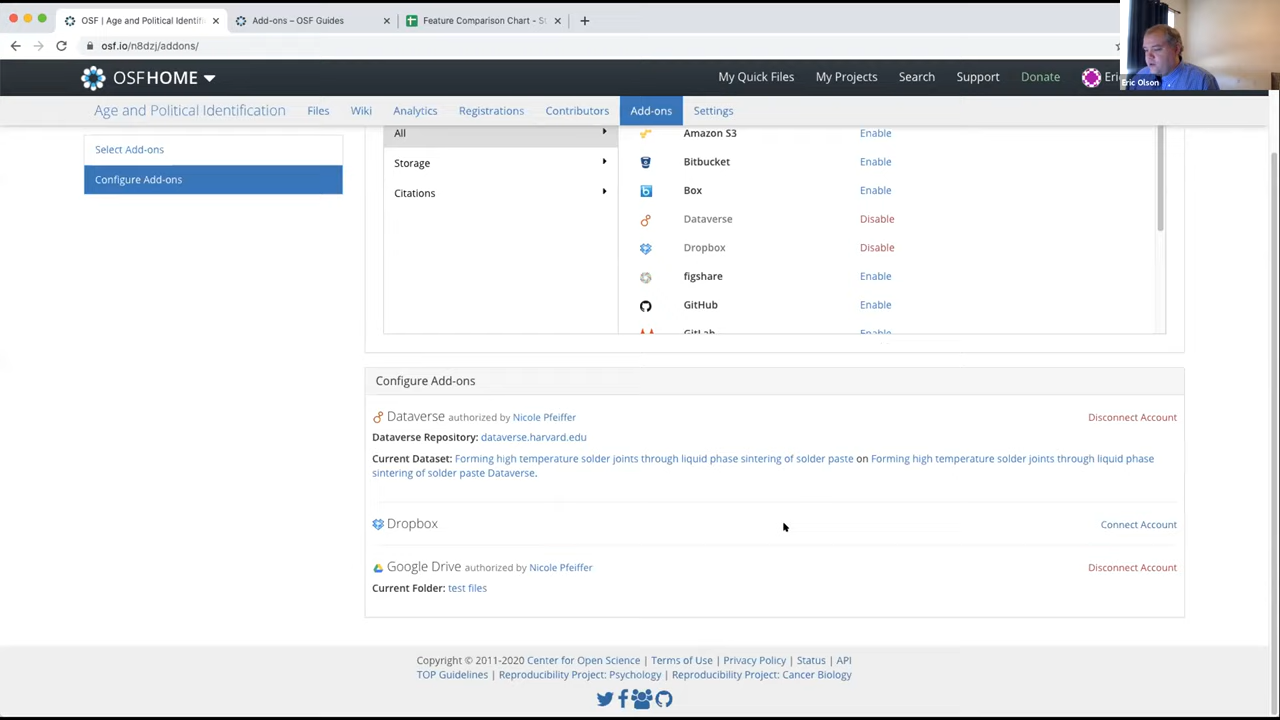 OSF | Age and Political Identifi
Add-ons – OSF Guides
Feature Comparison Chart - S
osf.io/n8dzj/addons/
OSFHOME
My Quick Files
My Projects
Search
Support
Donate
Eric Olson
Age and Political Identification
Files
Wiki
Analytics
Registrations
Contributors
Add-ons
Settings
Select Add-ons
Configure Add-ons
All
Storage
Citations
Amazon S3 Enable
Bitbucket Enable
Box Enable
Dataverse Disable
Dropbox Disable
figshare Enable
GitHub Enable
GitLab Enable
Configure Add-ons
Dataverse authorized by Nicole Pfeiffer Disconnect Account
Dataverse Repository: dataverse.harvard.edu
Current Dataset: Forming high temperature solder joints through liquid phase sintering of solder paste on Forming high temperature solder joints through liquid phase
sintering of solder paste Dataverse.
Dropbox Connect Account
Google Drive authorized by Nicole Pfeiffer Disconnect Account
Current Folder: test files
Copyright © 2011-2020 Center for Open Science | Terms of Use | Privacy Policy | Status | API
TOP Guidelines | Reproducibility Project: Psychology | Reproducibility Project: Cancer Biology